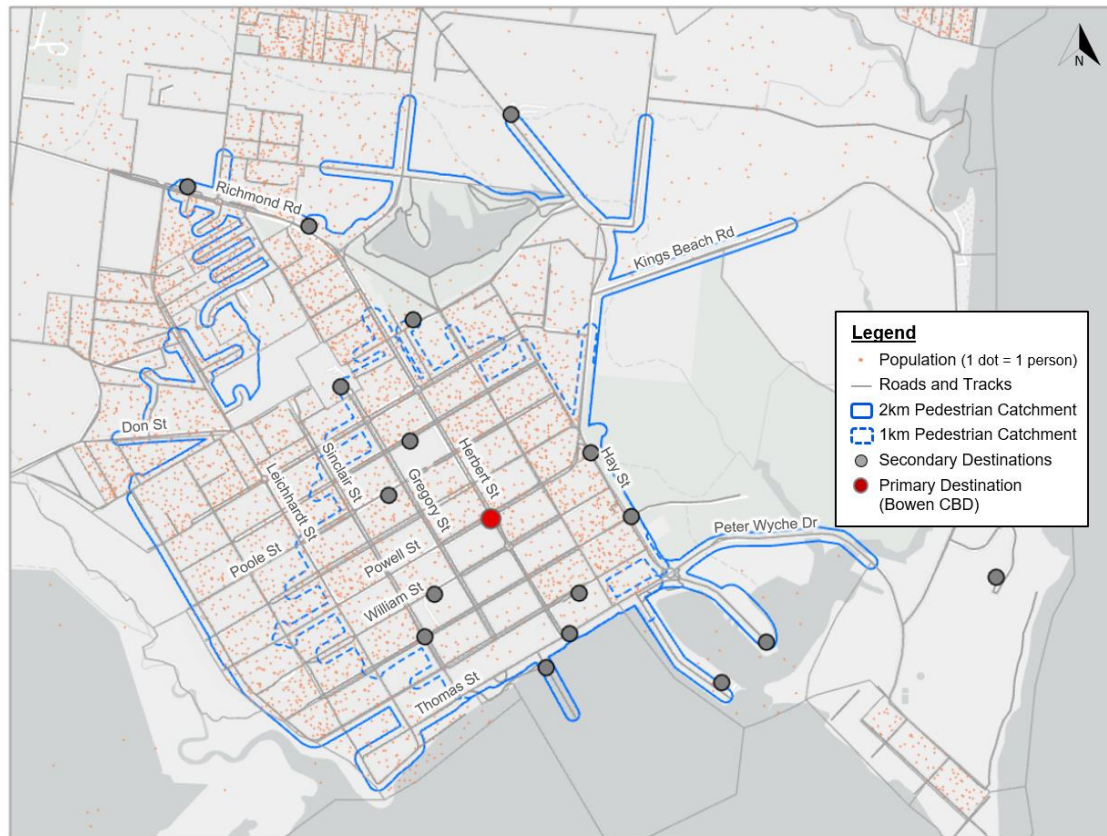 N
Richmond Rd
Kings Beach Rd
Don St
Leichhardt St
Sinclair St
Gregory St
Herbert St
Hay St
Peter Wyche Dr
Poole St
Powell St
William St
Thomas St
Legend
Population (1 dot = 1 person)
Roads and Tracks
2km Pedestrian Catchment
1km Pedestrian Catchment
Secondary Destinations
Primary Destination
(Bowen CBD)